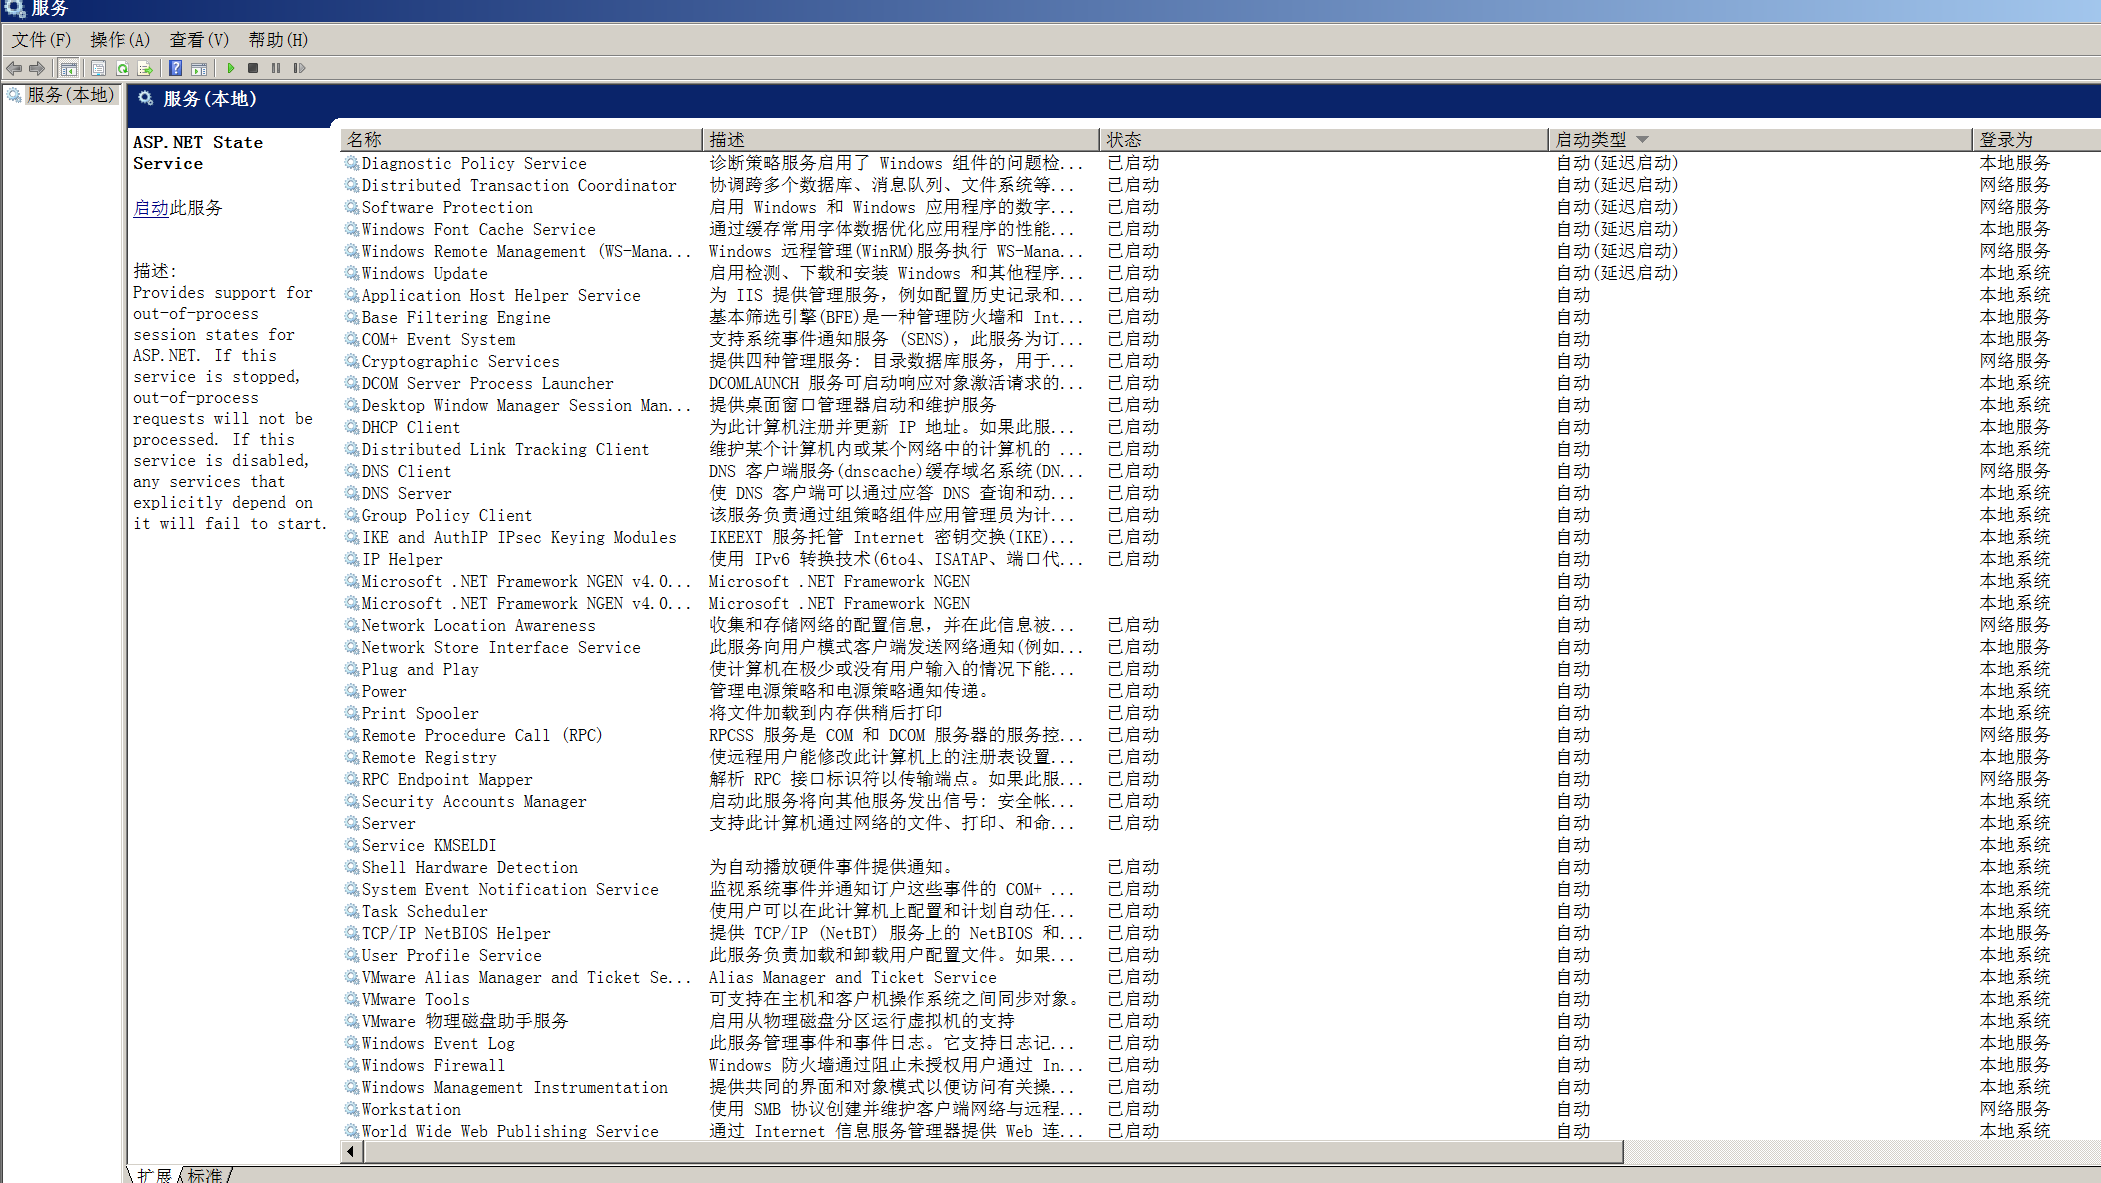 服务
文件(F) 操作(A) 查看(V) 帮助(H)
服务(本地)
服务(本地)
ASP.NET State
Service
启动此服务
描述:
Provides support for
out-of-process
session states for
ASP.NET. If this
service is stopped,
out-of-process
requests will not be
processed. If this
service is disabled,
any services that
explicitly depend on
it will fail to start.
名称 描述 状态 启动类型 登录为
Diagnostic Policy Service 诊断策略服务启用了 Windows 组件的问题检... 已启动 自动(延迟启动) 本地服务
Distributed Transaction Coordinator 协调跨多个数据库、消息队列、文件系统等... 已启动 自动(延迟启动) 网络服务
Software Protection 启用 Windows 和 Windows 应用程序的数字... 已启动 自动(延迟启动) 网络服务
Windows Font Cache Service 通过缓存常用字体数据优化应用程序的性能... 已启动 自动(延迟启动) 本地服务
Windows Remote Management (WS-Mana... Windows 远程管理(WinRM)服务执行 WS-Mana... 已启动 自动(延迟启动) 网络服务
Windows Update 启用检测、下载和安装 Windows 和其他程序... 已启动 自动(延迟启动) 本地系统
Application Host Helper Service 为 IIS 提供管理服务，例如配置历史记录和... 已启动 自动 本地系统
Base Filtering Engine 基本筛选引擎(BFE)是一种管理防火墙和 Int... 已启动 自动 本地服务
COM+ Event System 支持系统事件通知服务 (SENS)，此服务为订... 已启动 自动 本地服务
Cryptographic Services 提供四种管理服务: 目录数据库服务，用于... 已启动 自动 网络服务
DCOM Server Process Launcher DCOMLAUNCH 服务可启动响应对象激活请求的... 已启动 自动 本地系统
Desktop Window Manager Session Man... 提供桌面窗口管理器启动和维护服务 已启动 自动 本地系统
DHCP Client 为此计算机注册并更新 IP 地址。如果此服... 已启动 自动 本地服务
Distributed Link Tracking Client 维护某个计算机内或某个网络中的计算机的 ... 已启动 自动 本地系统
DNS Client DNS 客户端服务(dnscache)缓存域名系统(DN... 已启动 自动 网络服务
DNS Server 使 DNS 客户端可以通过应答 DNS 查询和动... 已启动 自动 本地系统
Group Policy Client 该服务负责通过组策略组件应用管理员为计... 已启动 自动 本地系统
IKE and AuthIP IPsec Keying Modules IKEEXT 服务托管 Internet 密钥交换(IKE)... 已启动 自动 本地系统
IP Helper 使用 IPv6 转换技术(6to4、ISATAP、端口代... 已启动 自动 本地系统
Microsoft .NET Framework NGEN v4.0... Microsoft .NET Framework NGEN 自动 本地系统
Microsoft .NET Framework NGEN v4.0... Microsoft .NET Framework NGEN 自动 本地系统
Network Location Awareness 收集和存储网络的配置信息，并在此信息被... 已启动 自动 网络服务
Network Store Interface Service 此服务向用户模式客户端发送网络通知(例如... 已启动 自动 本地服务
Plug and Play 使计算机在极少或没有用户输入的情况下能... 已启动 自动 本地系统
Power 管理电源策略和电源策略通知传递。 已启动 自动 本地系统
Print Spooler 将文件加载到内存供稍后打印 已启动 自动 本地系统
Remote Procedure Call (RPC) RPCSS 服务是 COM 和 DCOM 服务器的服务控... 已启动 自动 网络服务
Remote Registry 使远程用户能修改此计算机上的注册表设置... 已启动 自动 本地服务
RPC Endpoint Mapper 解析 RPC 接口标识符以传输端点。如果此服... 已启动 自动 网络服务
Security Accounts Manager 启动此服务将向其他服务发出信号: 安全帐... 已启动 自动 本地系统
Server 支持此计算机通过网络的文件、打印、和命... 已启动 自动 本地系统
Service KMSELDI 自动 本地系统
Shell Hardware Detection 为自动播放硬件事件提供通知。 已启动 自动 本地系统
System Event Notification Service 监视系统事件并通知订户这些事件的 COM+ ... 已启动 自动 本地系统
Task Scheduler 使用户可以在此计算机上配置和计划自动任... 已启动 自动 本地系统
TCP/IP NetBIOS Helper 提供 TCP/IP (NetBT) 服务上的 NetBIOS 和... 已启动 自动 本地服务
User Profile Service 此服务负责加载和卸载用户配置文件。如果... 已启动 自动 本地系统
VMware Alias Manager and Ticket Se... Alias Manager and Ticket Service 已启动 自动 本地系统
VMware Tools 可支持在主机和客户机操作系统之间同步对象。 已启动 自动 本地系统
VMware 物理磁盘助手服务 启用从物理磁盘分区运行虚拟机的支持 已启动 自动 本地系统
Windows Event Log 此服务管理事件和事件日志。它支持日志记... 已启动 自动 本地服务
Windows Firewall Windows 防火墙通过阻止未授权用户通过 In... 已启动 自动 本地服务
Windows Management Instrumentation 提供共同的界面和对象模式以便访问有关操... 已启动 自动 本地系统
Workstation 使用 SMB 协议创建并维护客户端网络与远程... 已启动 自动 网络服务
World Wide Web Publishing Service 通过 Internet 信息服务管理器提供 Web 连... 已启动 自动 本地系统
扩展 标准